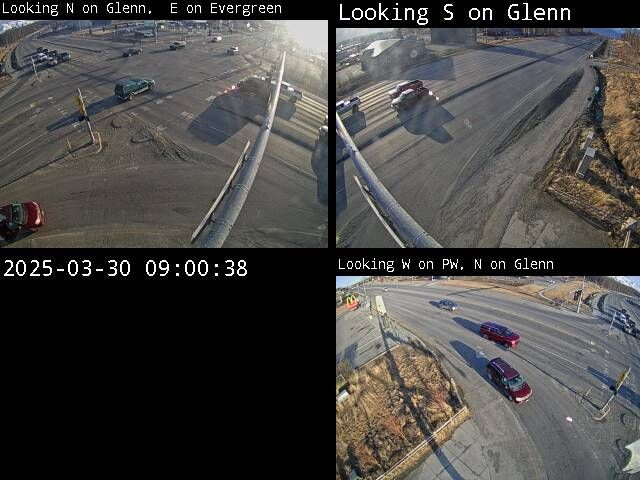 Looking N on Glenn,  E on Evergreen
Looking S on Glenn
2025-03-30 09:00:38
Looking W on PW, N on Glenn